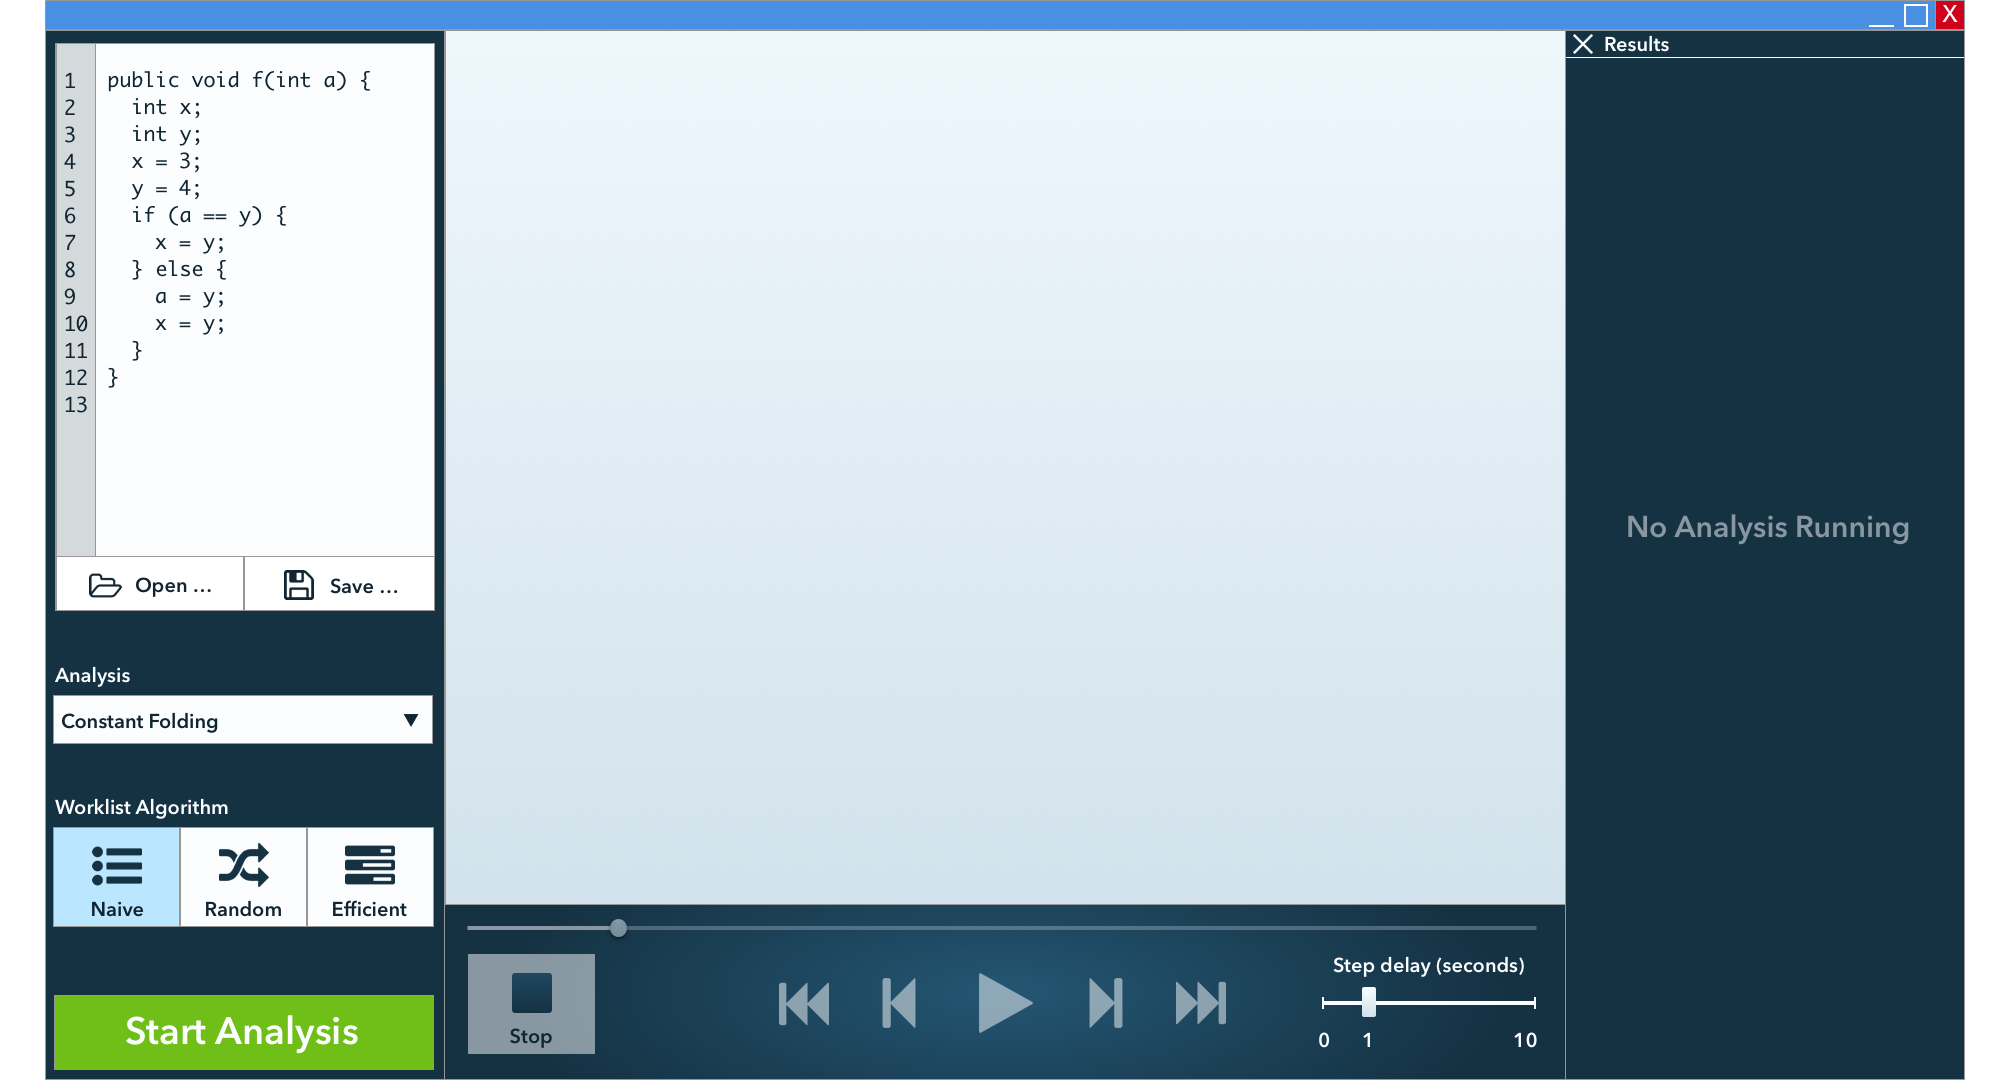 X
Results
1 public void f(int a) {
2   int x;
3   int y;
4   x = 3;
5   y = 4;
6   if (a == y) {
7     x = y;
8   } else {
9     a = y;
10     x = y;
11   }
12 }
13
Open ...
Save ...
Analysis
Constant Folding
Worklist Algorithm
Naive
Random
Efficient
Start Analysis
Stop
Step delay (seconds)
0 1 10
No Analysis Running